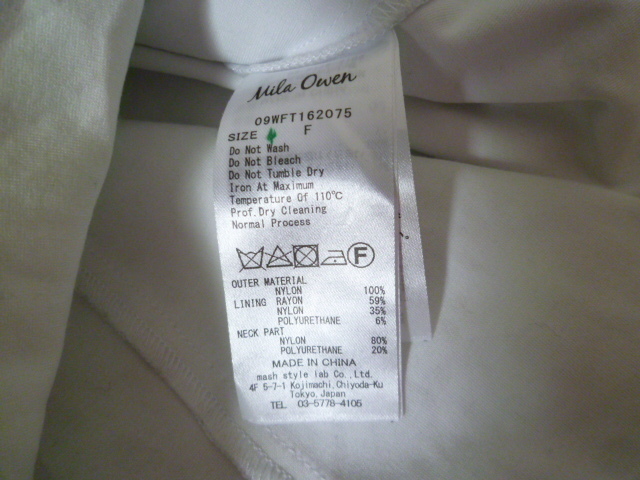 Mila Owen
09WFT162075
SIZE F
Do Not Wash
Do Not Bleach
Do Not Tumble Dry
Iron At Maximum
Temperature Of 110℃
Prof.Dry Cleaning
Normal Process
F
OUTER MATERIAL
NYLON 100%
LINING RAYON 59%
NYLON 35%
POLYURETHANE 6%
NECK PART
NYLON 80%
POLYURETHANE 20%
MADE IN CHINA
mash style lab Co.,Ltd.
4F 5-7-1 Kojimachi,Chiyoda-Ku
Tokyo,Japan
TEL 03-5778-4105